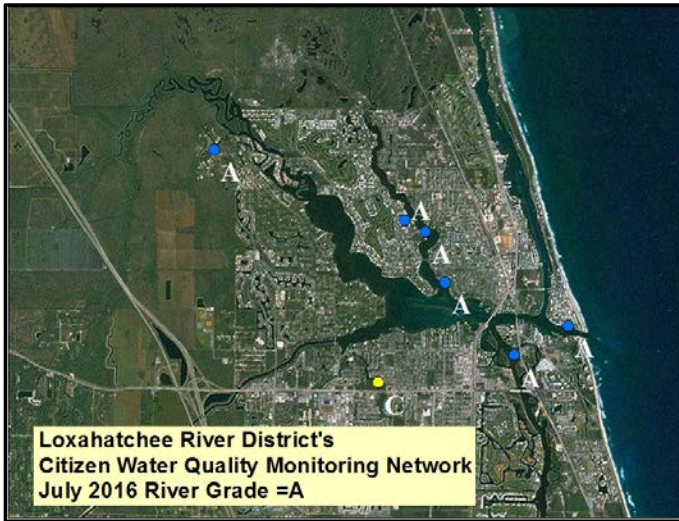 A
A
A
A
A
A
C
Loxahatchee River District's
Citizen Water Quality Monitoring Network
July 2016 River Grade =A